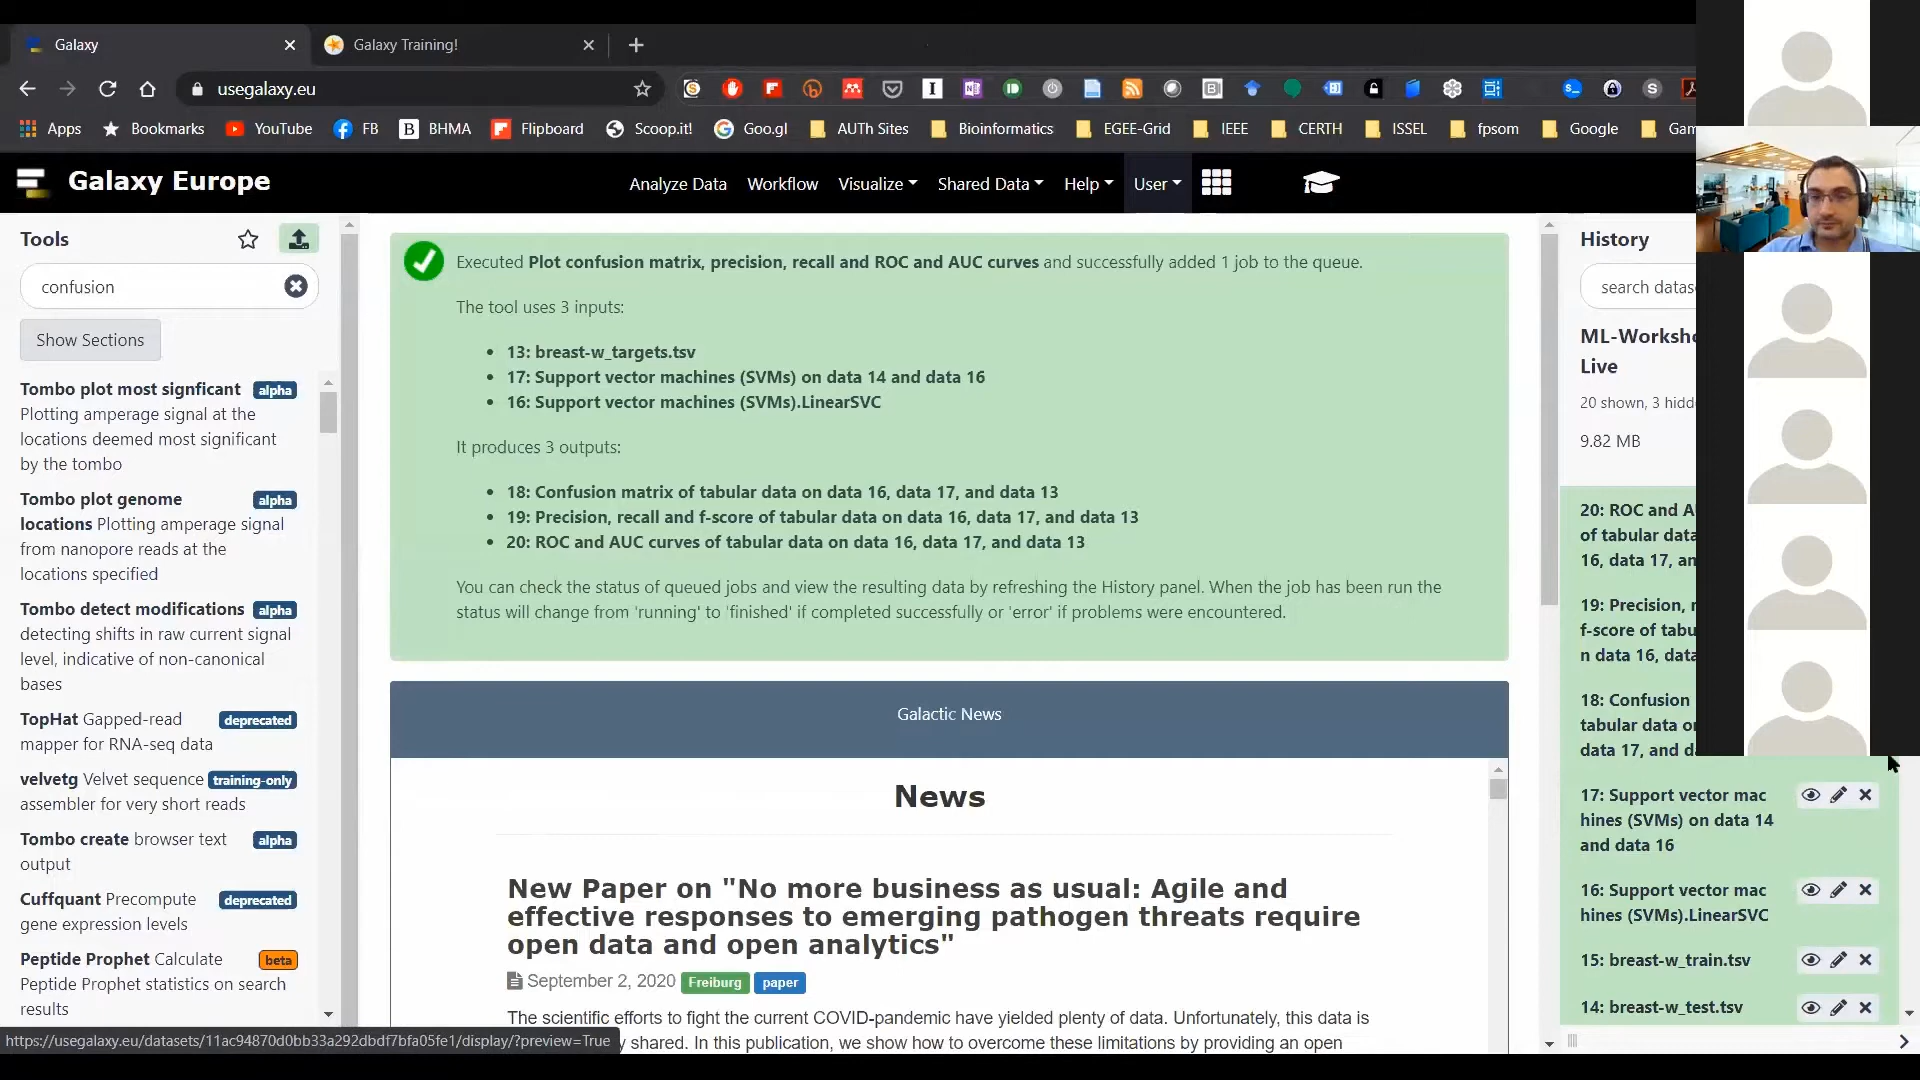 Galaxy
Galaxy Training!
usegalaxy.eu
Apps
Bookmarks
YouTube
FB
BHMA
Flipboard
Scoop.it!
Goo.gl
AUTh Sites
Bioinformatics
EGEE-Grid
IEEE
CERTH
ISSEL
fpsom
Google
Gam
Galaxy Europe
Analyze Data
Workflow
Visualize
Shared Data
Help
User
Tools
confusion
Show Sections
Tombo plot most signficant alpha
Plotting amperage signal at the
locations deemed most significant
by the tombo
Tombo plot genome alpha
locations Plotting amperage signal
from nanopore reads at the
locations specified
Tombo detect modifications alpha
detecting shifts in raw current signal
level, indicative of non-canonical
bases
TopHat Gapped-read deprecated
mapper for RNA-seq data
velvetg Velvet sequence training-only
assembler for very short reads
Tombo create browser text alpha
output
Cuffquant Precompute deprecated
gene expression levels
Peptide Prophet Calculate beta
Peptide Prophet statistics on search
results
https://usegalaxy.eu/datasets/11ac94870d0bb33a292dbdf7bfa05fe1/display/?preview=True
Executed Plot confusion matrix, precision, recall and ROC and AUC curves and successfully added 1 job to the queue.
The tool uses 3 inputs:
• 13: breast-w_targets.tsv
• 17: Support vector machines (SVMs) on data 14 and data 16
• 16: Support vector machines (SVMs).LinearSVC
It produces 3 outputs:
• 18: Confusion matrix of tabular data on data 16, data 17, and data 13
• 19: Precision, recall and f-score of tabular data on data 16, data 17, and data 13
• 20: ROC and AUC curves of tabular data on data 16, data 17, and data 13
You can check the status of queued jobs and view the resulting data by refreshing the History panel. When the job has been run the
status will change from 'running' to 'finished' if completed successfully or 'error' if problems were encountered.
Galactic News
News
New Paper on "No more business as usual: Agile and
effective responses to emerging pathogen threats require
open data and open analytics"
September 2, 2020 Freiburg paper
The scientific efforts to fight the current COVID-pandemic have yielded plenty of data. Unfortunately, this data is
y shared. In this publication, we show how to overcome these limitations by providing an open
History
search datas
ML-Worksho
Live
20 shown, 3 hidd
9.82 MB
20: ROC and A
of tabular data
16, data 17, an
19: Precision, r
f-score of tabu
n data 16, data
18: Confusion
tabular data o
data 17, and d
17: Support vector mac
hines (SVMs) on data 14
and data 16
16: Support vector mac
hines (SVMs).LinearSVC
15: breast-w_train.tsv
14: breast-w_test.tsv